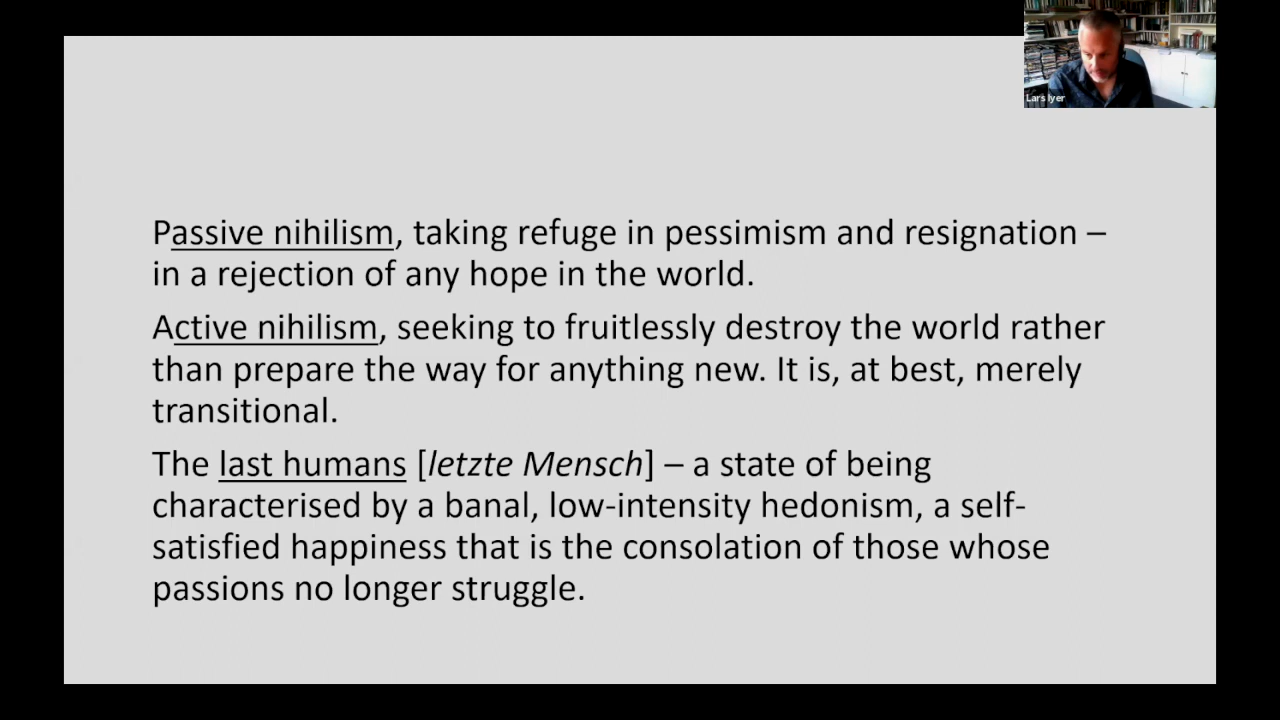 Lars Iyer
Passive nihilism, taking refuge in pessimism and resignation –
in a rejection of any hope in the world.
Active nihilism, seeking to fruitlessly destroy the world rather
than prepare the way for anything new. It is, at best, merely
transitional.
The last humans [letzte Mensch] – a state of being
characterised by a banal, low-intensity hedonism, a self-
satisfied happiness that is the consolation of those whose
passions no longer struggle.